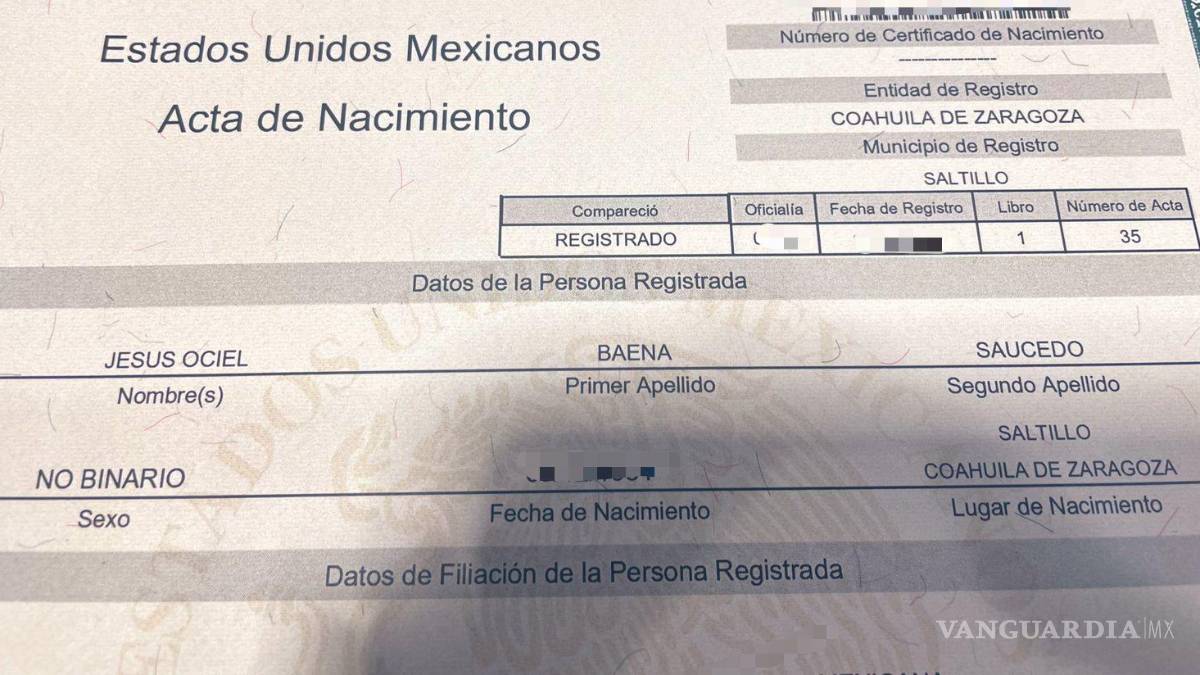 Estados Unidos Mexicanos
Acta de Nacimiento
Número de Certificado de Nacimiento
--------------
Entidad de Registro
COAHUILA DE ZARAGOZA
Municipio de Registro
SALTILLO
Compareció Oficialía Fecha de Registro Libro Número de Acta
REGISTRADO 1 35
Datos de la Persona Registrada
JESUS OCIEL BAENA SAUCEDO
Nombre(s) Primer Apellido Segundo Apellido
SALTILLO
NO BINARIO COAHUILA DE ZARAGOZA
Sexo Fecha de Nacimiento Lugar de Nacimiento
Datos de Filiación de la Persona Registrada
VANGUARDIA|MX